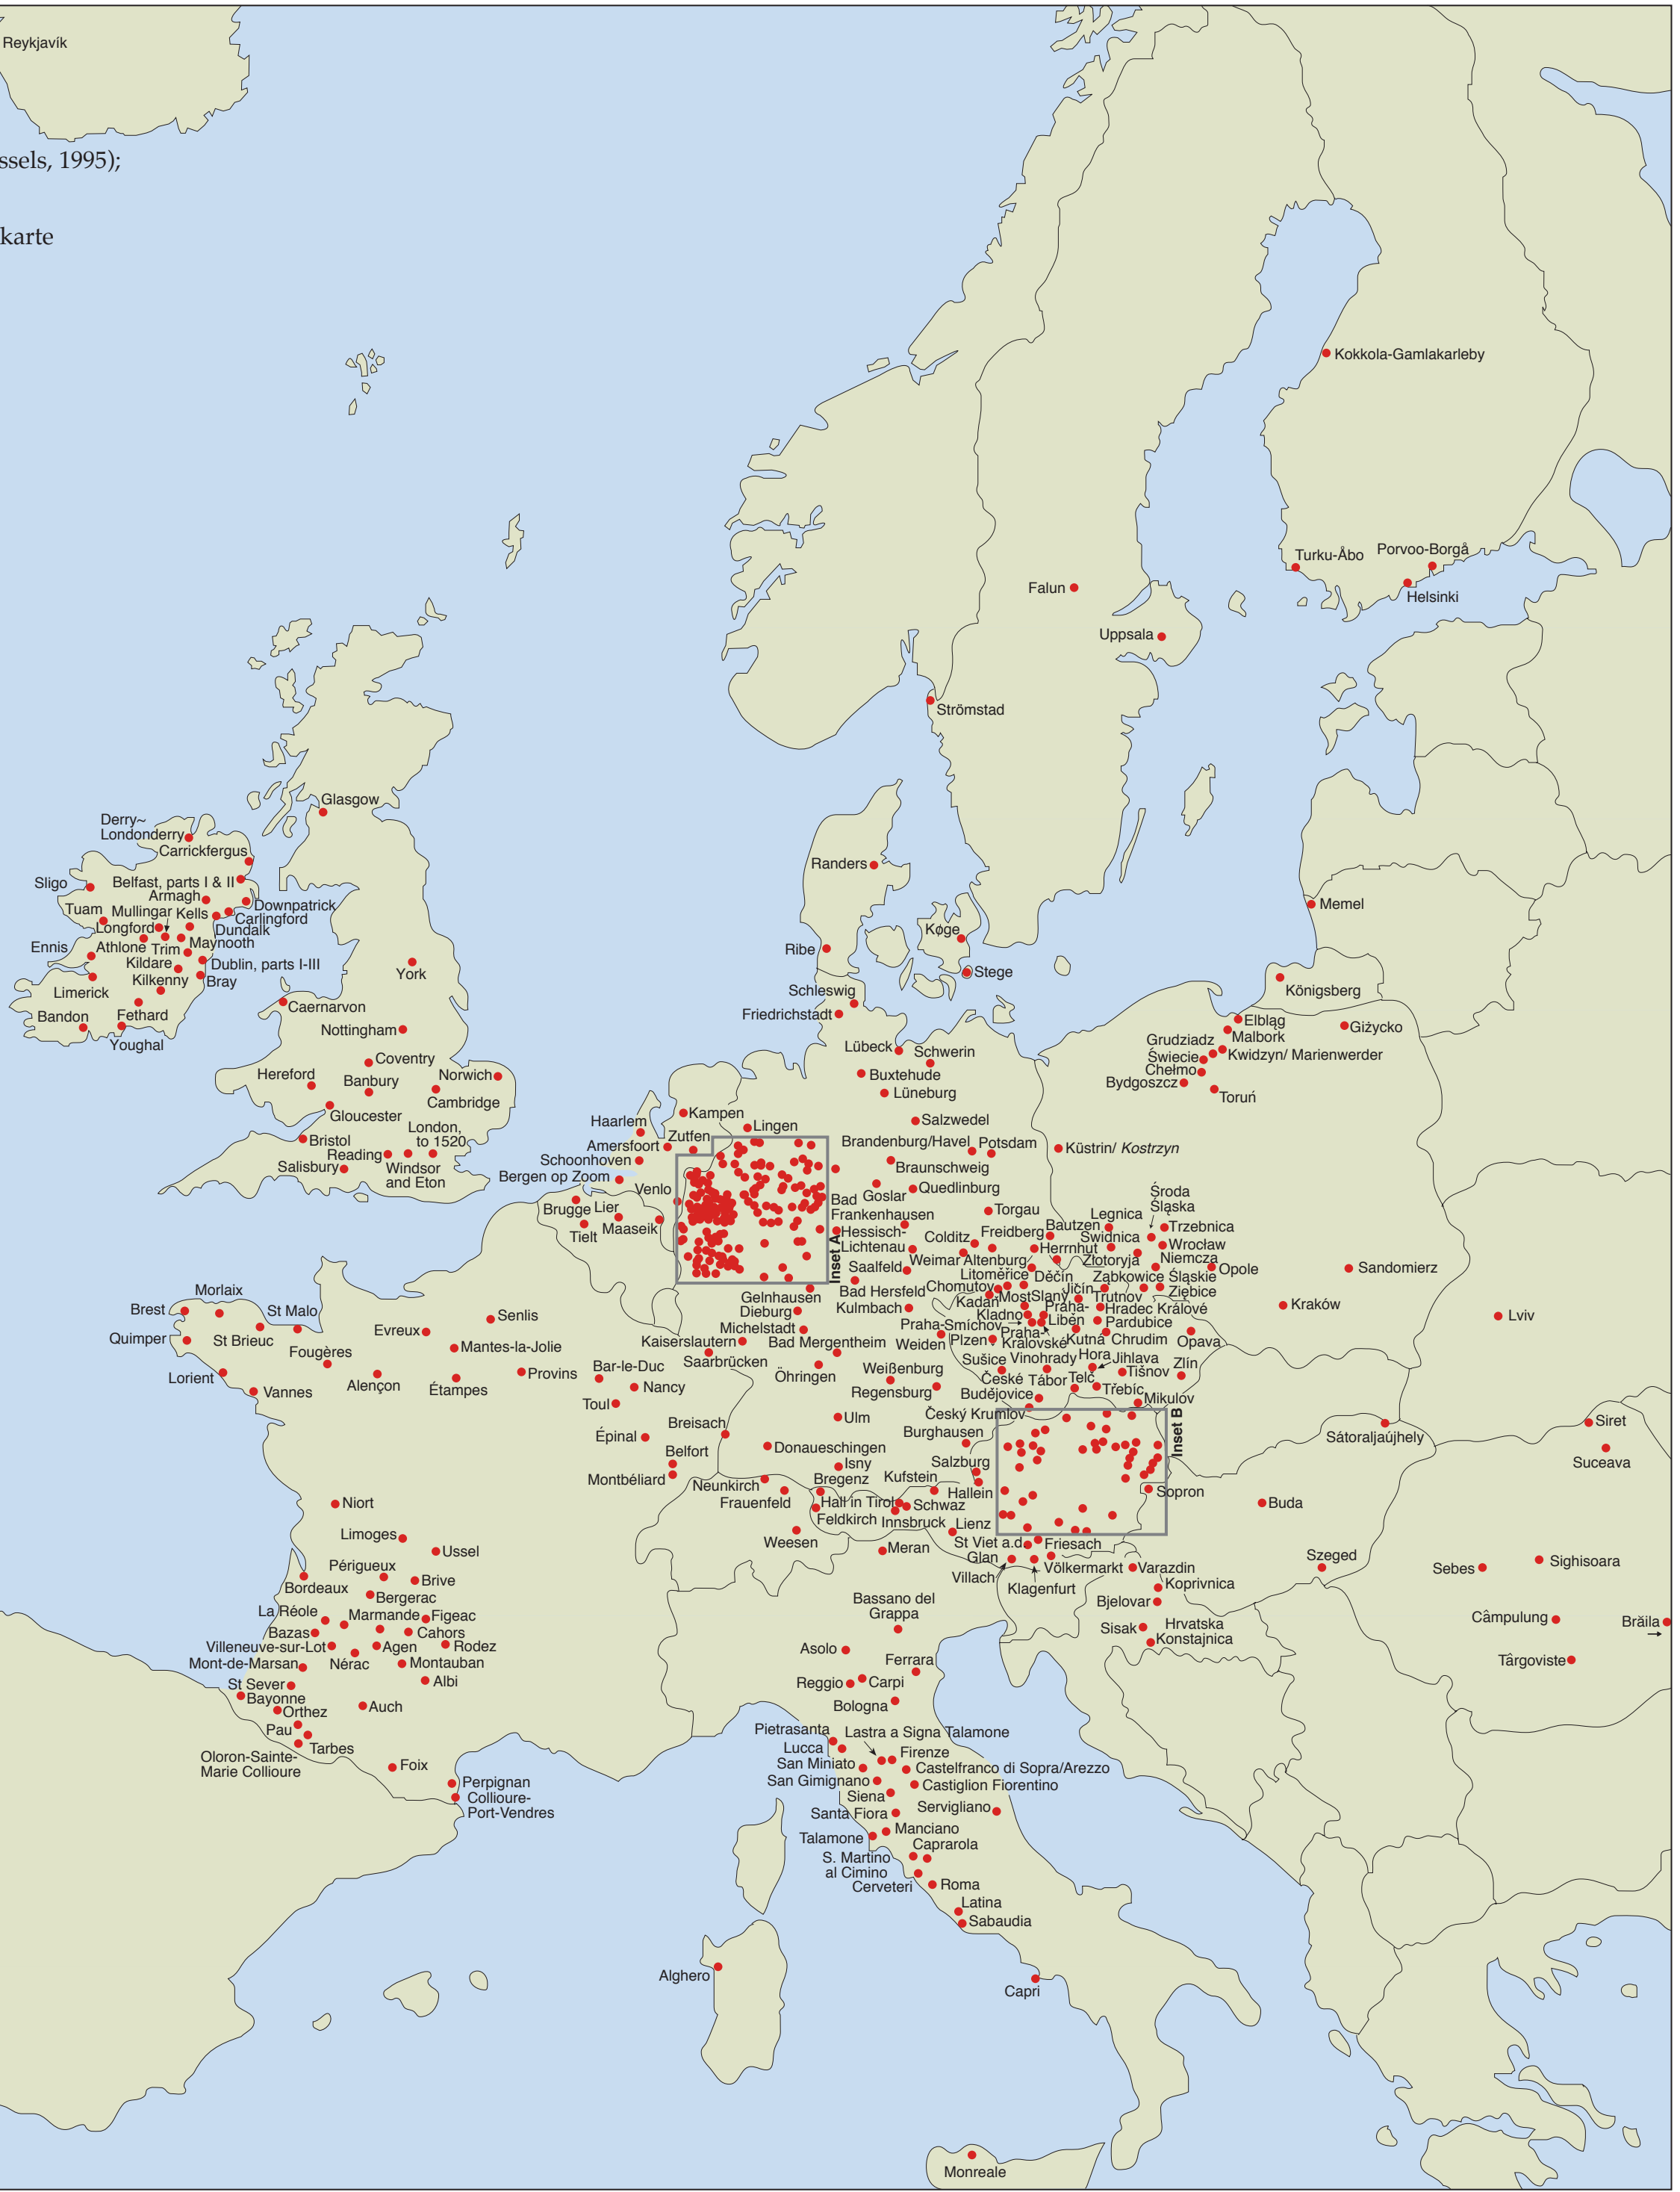 Reykjavík
ssels, 1995);
karte
Kokkola-Gamlakarleby
Turku-Åbo
Porvoo-Borgå
Helsinki
Falun
Uppsala
Strömstad
Glasgow
Derry~
Londonderry
Carrickfergus
Sligo
Belfast, parts I & II
Armagh
Downpatrick
Tuam
Mullingar
Kells
Carlingford
Longford
Dundalk
Ennis
Athlone
Trim
Maynooth
Kildare
Dublin, parts I-III
Kilkenny
Bray
Limerick
Bandon
Fethard
Youghal
York
Caernarvon
Nottingham
Coventry
Hereford
Banbury
Norwich
Cambridge
Gloucester
London,
to 1520
Bristol
Reading
Salisbury
Windsor
and Eton
Randers
Køge
Ribe
Stege
Schleswig
Friedrichstadt
Memel
Königsberg
Elbląg
Giżycko
Malbork
Grudziadz
Kwidzyn/ Marienwerder
Świecie
Chełmo
Bydgoszcz
Toruń
Lübeck
Schwerin
Buxtehude
Lüneburg
Salzwedel
Kampen
Haarlem
Zutfen
Lingen
Amersfoort
Schoonhoven
Bergen op Zoom
Venlo
Brugge
Lier
Tielt
Maaseik
Inset A
Brandenburg/Havel
Potsdam
Küstrin/ Kostrzyn
Braunschweig
Goslar
Quedlinburg
Bad
Frankenhausen
Torgau
Hessisch-
Lichtenau
Colditz
Freidberg
Bautzen
Legnica
Środa
Śląska
Trzebnica
Świdnica
Wrocław
Weimar
Altenburg
Herrnhut
Złotoryja
Niemcza
Opole
Saalfeld
Litoměřice
Děčín
Ząbkowice
Śląskie
Chomutov
Most
Slaný
Jičín
Trutnov
Ziębice
Bad Hersfeld
Kadaň
Gelnhausen
Kulmbach
Kladno
Praha-
Libén
Hradec Králové
Dieburg
Praha-Smíchov
Pardubice
Michelstadt
Praha-
Královské
Kutná
Hora
Chrudim
Opava
Kaiserslautern
Bad Mergentheim
Weiden
Plzen
Saarbrücken
Sušice
Vinohrady
Jihlava
Zlín
Öhringen
Weißenburg
České
Budějovice
Tábor
Telč
Tišnov
Třebíc
Regensburg
Mikulov
Český Krumlov
Inset B
Ulm
Burghausen
Donaueschingen
Salzburg
Isny
Hallein
Sopron
Bregenz
Kufstein
Neunkirch
Frauenfeld
Hall in Tirol
Schwaz
Feldkirch
Innsbruck
Lienz
Weesen
Meran
St Viet a.d.
Glan
Friesach
Villach
Völkermarkt
Klagenfurt
Varazdin
Koprivnica
Bjelovar
Sisak
Hrvatska
Konstajnica
Sandomierz
Kraków
Lviv
Sátoraljaújhely
Siret
Suceava
Buda
Szeged
Sebes
Sighisoara
Câmpulung
Brăila
Târgoviste
Morlaix
Brest
St Malo
Senlis
Quimper
St Brieuc
Evreux
Mantes-la-Jolie
Fougères
Provins
Lorient
Alençon
Étampes
Bar-le-Duc
Vannes
Nancy
Toul
Breisach
Épinal
Belfort
Montbéliard
Niort
Limoges
Ussel
Périgueux
Bordeaux
Brive
Bergerac
La Réole
Marmande
Figeac
Bazas
Cahors
Villeneuve-sur-Lot
Agen
Rodez
Mont-de-Marsan
Nérac
Montauban
St Sever
Albi
Bayonne
Orthez
Auch
Pau
Tarbes
Oloron-Sainte-
Marie Collioure
Foix
Perpignan
Collioure-
Port-Vendres
Bassano del
Grappa
Asolo
Ferrara
Reggio
Carpi
Bologna
Pietrasanta
Lastra a Signa Talamone
Lucca
Firenze
San Miniato
Castelfranco di Sopra/Arezzo
San Gimignano
Castiglion Fiorentino
Siena
Servigliano
Santa Fiora
Manciano
Talamone
Caprarola
S. Martino
al Cimino
Cerveteri
Roma
Latina
Sabaudia
Alghero
Capri
Monreale